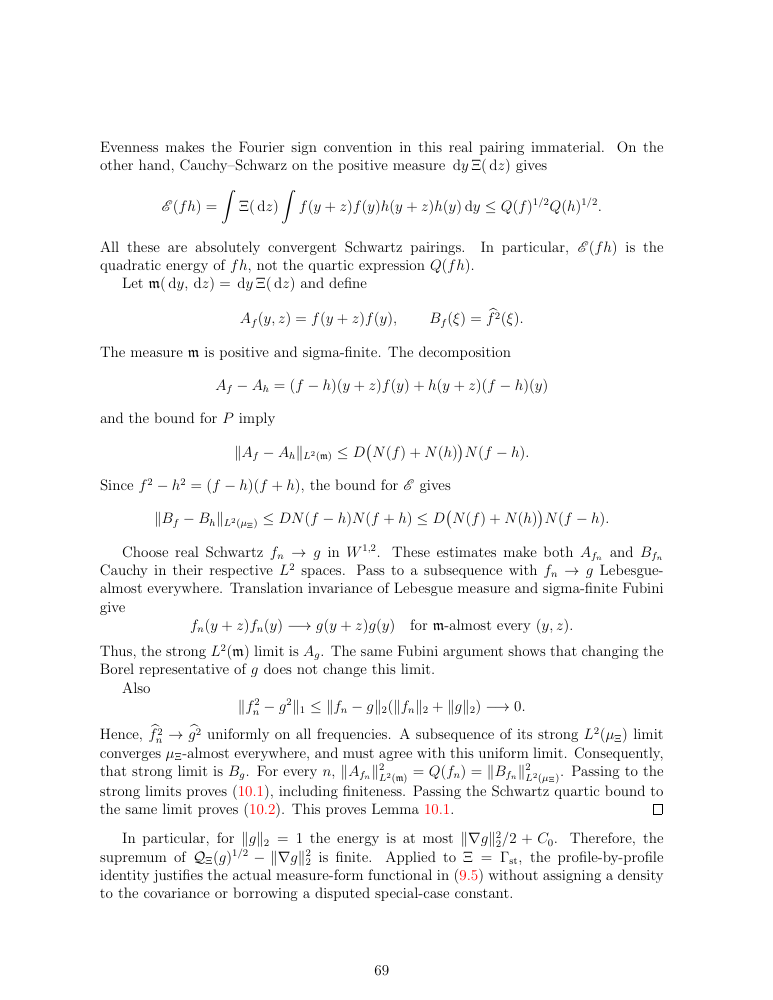 Evenness makes the Fourier sign convention in this real pairing immaterial. On the
other hand, Cauchy–Schwarz on the positive measure dy Ξ( dz) gives
ℰ(fh) = ∫ Ξ( dz) ∫ f(y + z)f(y)h(y + z)h(y) dy ≤ Q(f)^{1/2}Q(h)^{1/2}.
All these are absolutely convergent Schwartz pairings. In particular, ℰ(fh) is the
quadratic energy of fh, not the quartic expression Q(fh).
Let 𝔪( dy, dz) = dy Ξ( dz) and define
A_f(y, z) = f(y + z)f(y), B_f(ξ) = \widehat{f^2}(ξ).
The measure 𝔪 is positive and sigma-finite. The decomposition
A_f − A_h = (f − h)(y + z)f(y) + h(y + z)(f − h)(y)
and the bound for P imply
‖A_f − A_h‖_{L^2(𝔪)} ≤ D(N(f) + N(h))N(f − h).
Since f^2 − h^2 = (f − h)(f + h), the bound for ℰ gives
‖B_f − B_h‖_{L^2(μ_Ξ)} ≤ DN(f − h)N(f + h) ≤ D(N(f) + N(h))N(f − h).
Choose real Schwartz f_n → g in W^{1,2}. These estimates make both A_{f_n} and B_{f_n}
Cauchy in their respective L^2 spaces. Pass to a subsequence with f_n → g Lebesgue-
almost everywhere. Translation invariance of Lebesgue measure and sigma-finite Fubini
give
f_n(y + z)f_n(y) ⟶ g(y + z)g(y) for 𝔪-almost every (y, z).
Thus, the strong L^2(𝔪) limit is A_g. The same Fubini argument shows that changing the
Borel representative of g does not change this limit.
Also
‖f_n^2 − g^2‖_1 ≤ ‖f_n − g‖_2(‖f_n‖_2 + ‖g‖_2) ⟶ 0.
Hence, \widehat{f_n^2} → \widehat{g^2} uniformly on all frequencies. A subsequence of its strong L^2(μ_Ξ) limit
converges μ_Ξ-almost everywhere, and must agree with this uniform limit. Consequently,
that strong limit is B_g. For every n, ‖A_{f_n}‖^2_{L^2(𝔪)} = Q(f_n) = ‖B_{f_n}‖^2_{L^2(μ_Ξ)}. Passing to the
strong limits proves (10.1), including finiteness. Passing the Schwartz quartic bound to
the same limit proves (10.2). This proves Lemma 10.1. □
In particular, for ‖g‖_2 = 1 the energy is at most ‖∇g‖_2^2/2 + C_0. Therefore, the
supremum of 𝒬_Ξ(g)^{1/2} − ‖∇g‖_2^2 is finite. Applied to Ξ = Γ_st, the profile-by-profile
identity justifies the actual measure-form functional in (9.5) without assigning a density
to the covariance or borrowing a disputed special-case constant.
69